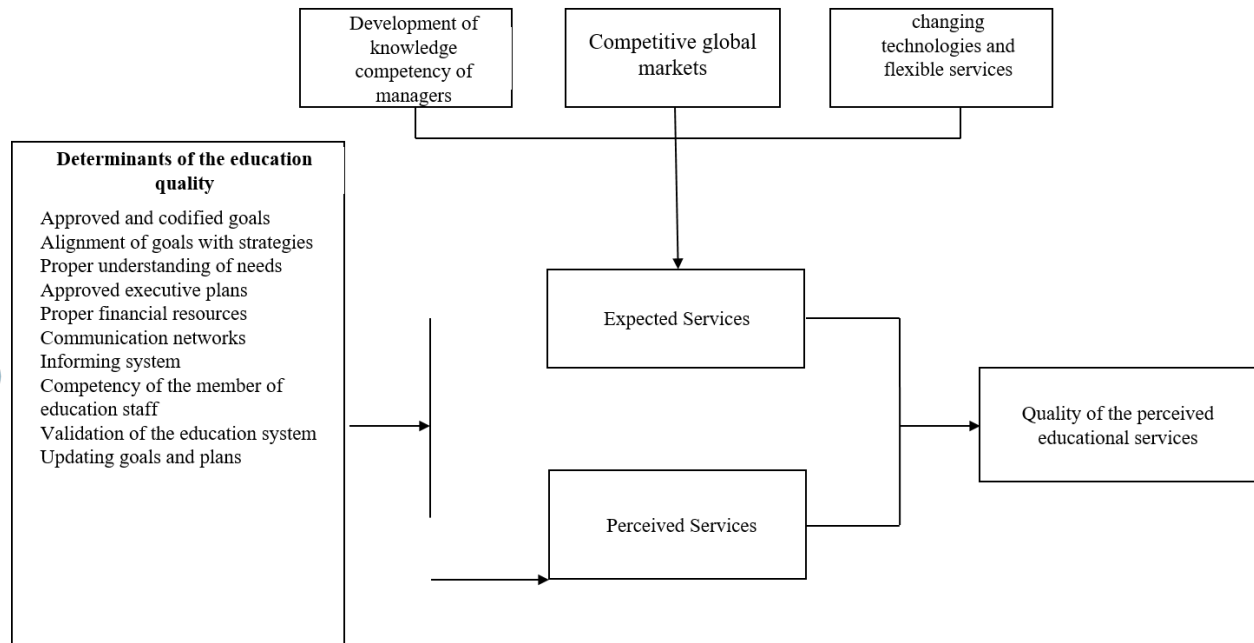 Development of
knowledge
competency of
managers
Competitive global
markets
changing
technologies and
flexible services
Determinants of the education
quality
Approved and codified goals
Alignment of goals with strategies
Proper understanding of needs
Approved executive plans
Proper financial resources
Communication networks
Informing system
Competency of the member of
education staff
Validation of the education system
Updating goals and plans
Expected Services
Perceived Services
Quality of the perceived
educational services